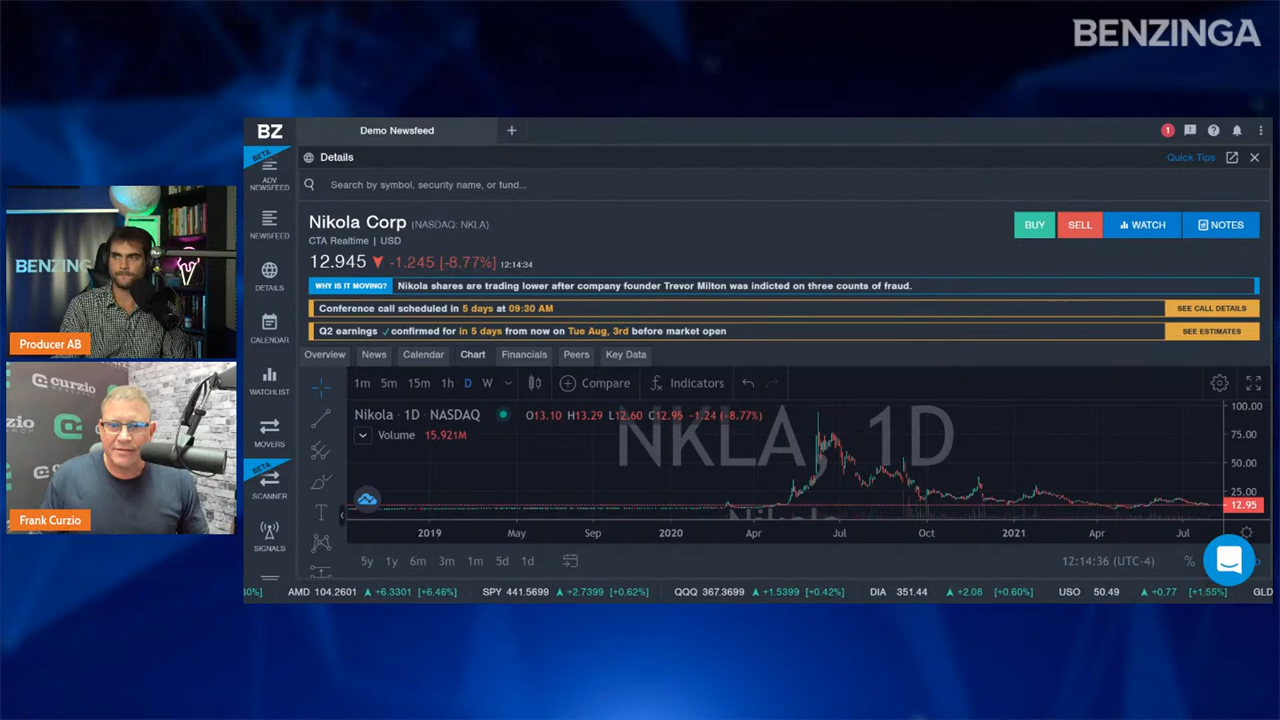 BENZINGA
BZ
Demo Newsfeed
+
1
BETA
ADV
NEWSFEED
NEWSFEED
DETAILS
CALENDAR
WATCHLIST
MOVERS
BETA
SCANNER
SIGNALS
Details
Quick Tips
Search by symbol, security name, or fund...
Nikola Corp (NASDAQ: NKLA)
CTA Realtime | USD
12.945 ▼ -1.245 [-8.77%] 12:14:34
BUY
SELL
WATCH
NOTES
WHY IS IT MOVING? Nikola shares are trading lower after company founder Trevor Milton was indicted on three counts of fraud.
Conference call scheduled in 5 days at 09:30 AM SEE CALL DETAILS
Q2 earnings ✓confirmed for in 5 days from now on Tue Aug, 3rd before market open SEE ESTIMATES
Overview News Calendar Chart Financials Peers Key Data
1m 5m 15m 1h D W Compare Indicators
Nikola · 1D · NASDAQ O13.10 H13.29 L12.60 C12.95 -1.24 (-8.77%)
Volume 15.921M
NKLA, 1D
100.00
75.00
50.00
25.00
12.95
2019 May Sep 2020 Apr Jul Oct 2021 Apr Jul
5y 1y 6m 3m 1m 5d 1d 12:14:36 (UTC-4) %
0%] AMD 104.2601 ▲ +6.3301 [+6.46%] SPY 441.5699 ▲ +2.7399 [+0.62%] QQQ 367.3699 ▲ +1.5399 [+0.42%] DIA 351.44 ▲ +2.08 [+0.60%] USO 50.49 ▲ +0.77 [+1.55%] GLD
BENZING
Producer AB
curzio
curzio
Frank Curzio